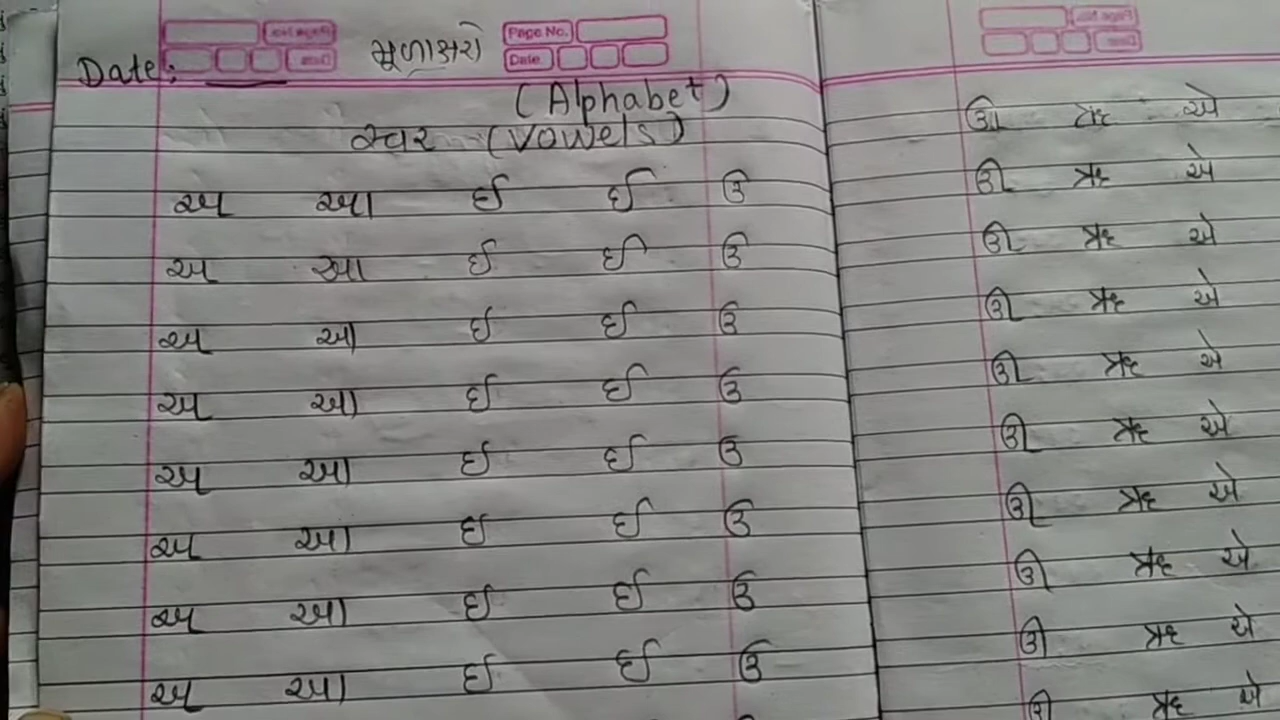 મૂળાક્ષરો
Page No.
Date
Date:
(Alphabet)
સ્વર (Vowels)
અ આ ઇ ઈ ઉ
અ આ ઇ ઈ ઉ
અ આ ઇ ઈ ઉ
અ આ ઇ ઈ ઉ
અ આ ઇ ઈ ઉ
અ આ ઇ ઈ ઉ
અ આ ઇ ઈ ઉ
અ આ ઇ ઈ ઉ
ઊ ઋ એ
ઊ ઋ એ
ઊ ઋ એ
ઊ ઋ એ
ઊ ઋ એ
ઊ ઋ એ
ઊ ઋ એ
ઊ ઋ એ
ઊ ઋ એ
ઊ ઋ એ